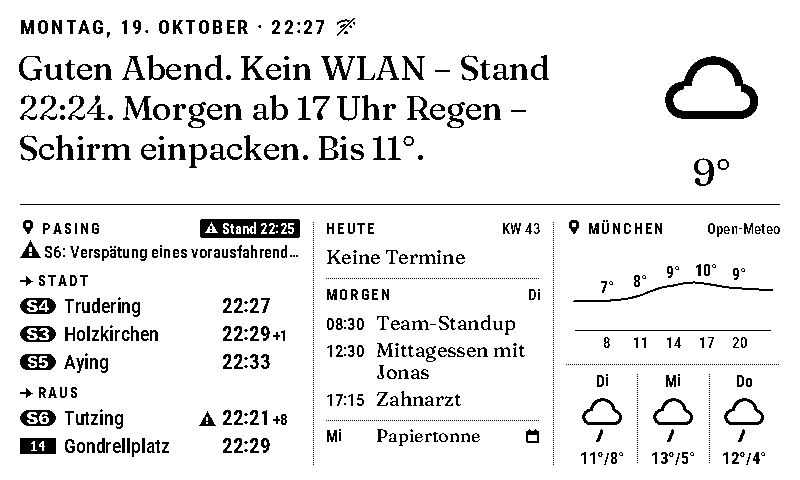 MONTAG, 19. OKTOBER · 22:27
Guten Abend. Kein WLAN – Stand
22:24. Morgen ab 17 Uhr Regen –
Schirm einpacken. Bis 11°.
9°
PASING Stand 22:25
S6: Verspätung eines vorausfahrend…
→ STADT
S4 Trudering 22:27
S3 Holzkirchen 22:29 +1
S5 Aying 22:33
→ RAUS
S6 Tutzing 22:21 +8
14 Gondrellplatz 22:29
HEUTE KW 43
Keine Termine
MORGEN Di
08:30 Team-Standup
12:30 Mittagessen mit
Jonas
17:15 Zahnarzt
Mi Papiertonne
MÜNCHEN Open-Meteo
7° 8° 9° 10° 9°
8 11 14 17 20
Di Mi Do
11°/8° 13°/5° 12°/4°